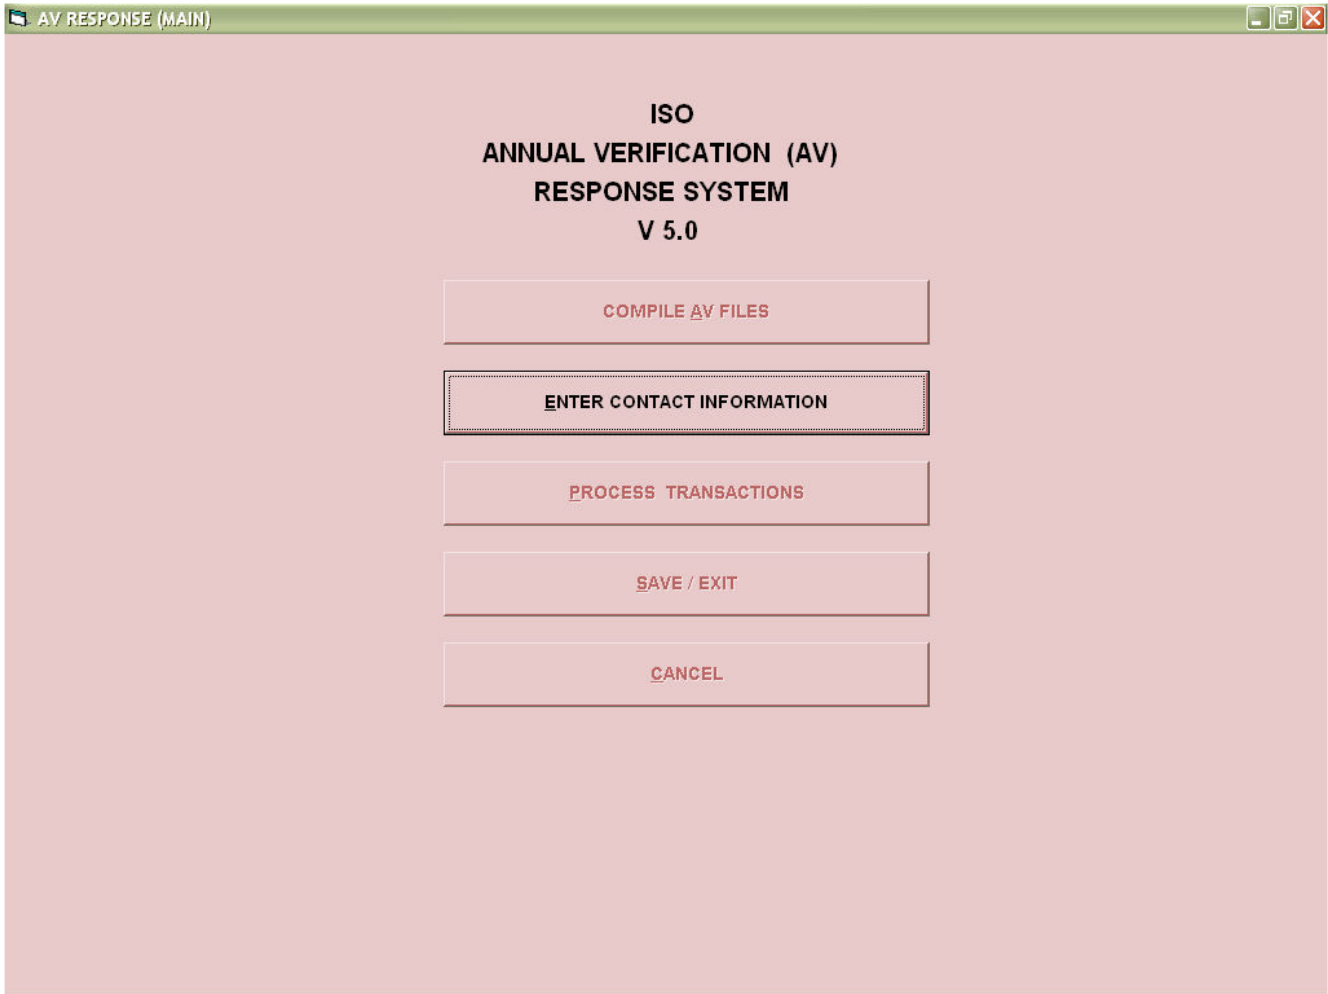 AV RESPONSE (MAIN)
ISO
ANNUAL VERIFICATION (AV)
RESPONSE SYSTEM
V 5.0
COMPILE AV FILES
ENTER CONTACT INFORMATION
PROCESS TRANSACTIONS
SAVE / EXIT
CANCEL